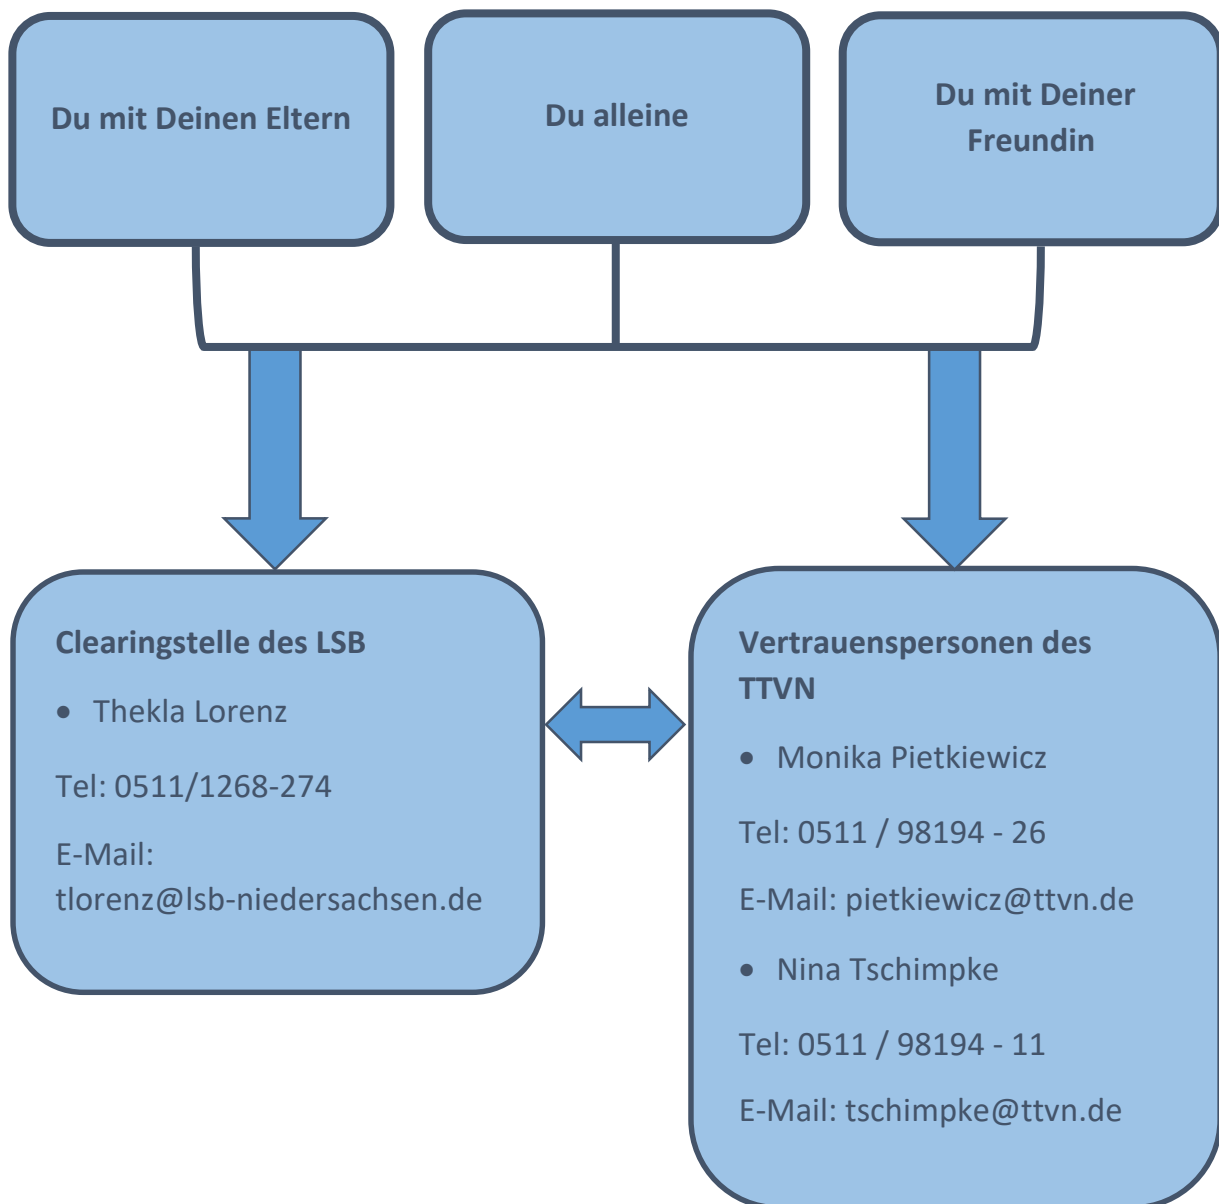 Du mit Deinen Eltern
Du alleine
Du mit Deiner
Freundin
Clearingstelle des LSB
• Thekla Lorenz
Tel: 0511/1268-274
E-Mail:
tlorenz@lsb-niedersachsen.de
Vertrauenspersonen des
TTVN
• Monika Pietkiewicz
Tel: 0511 / 98194 - 26
E-Mail: pietkiewicz@ttvn.de
• Nina Tschimpke
Tel: 0511 / 98194 - 11
E-Mail: tschimpke@ttvn.de